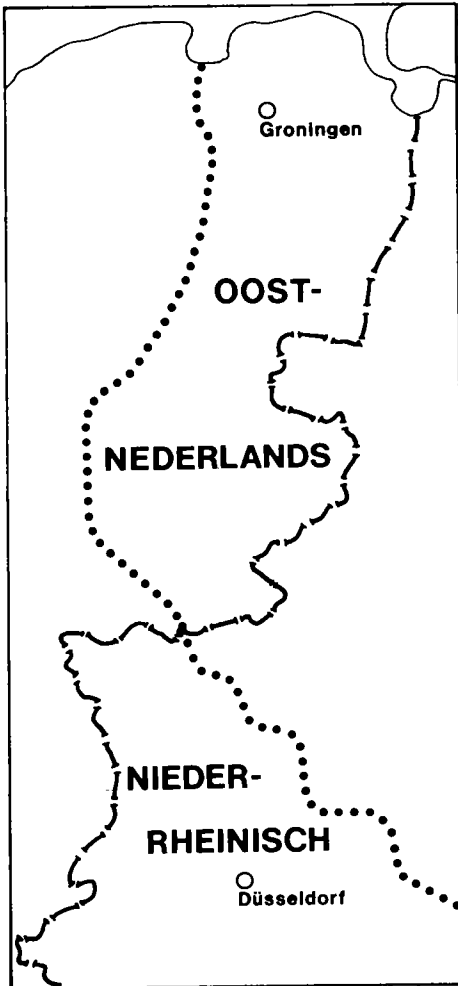 Groningen
OOST-
NEDERLANDS
NIEDER-
RHEINISCH
Düsseldorf